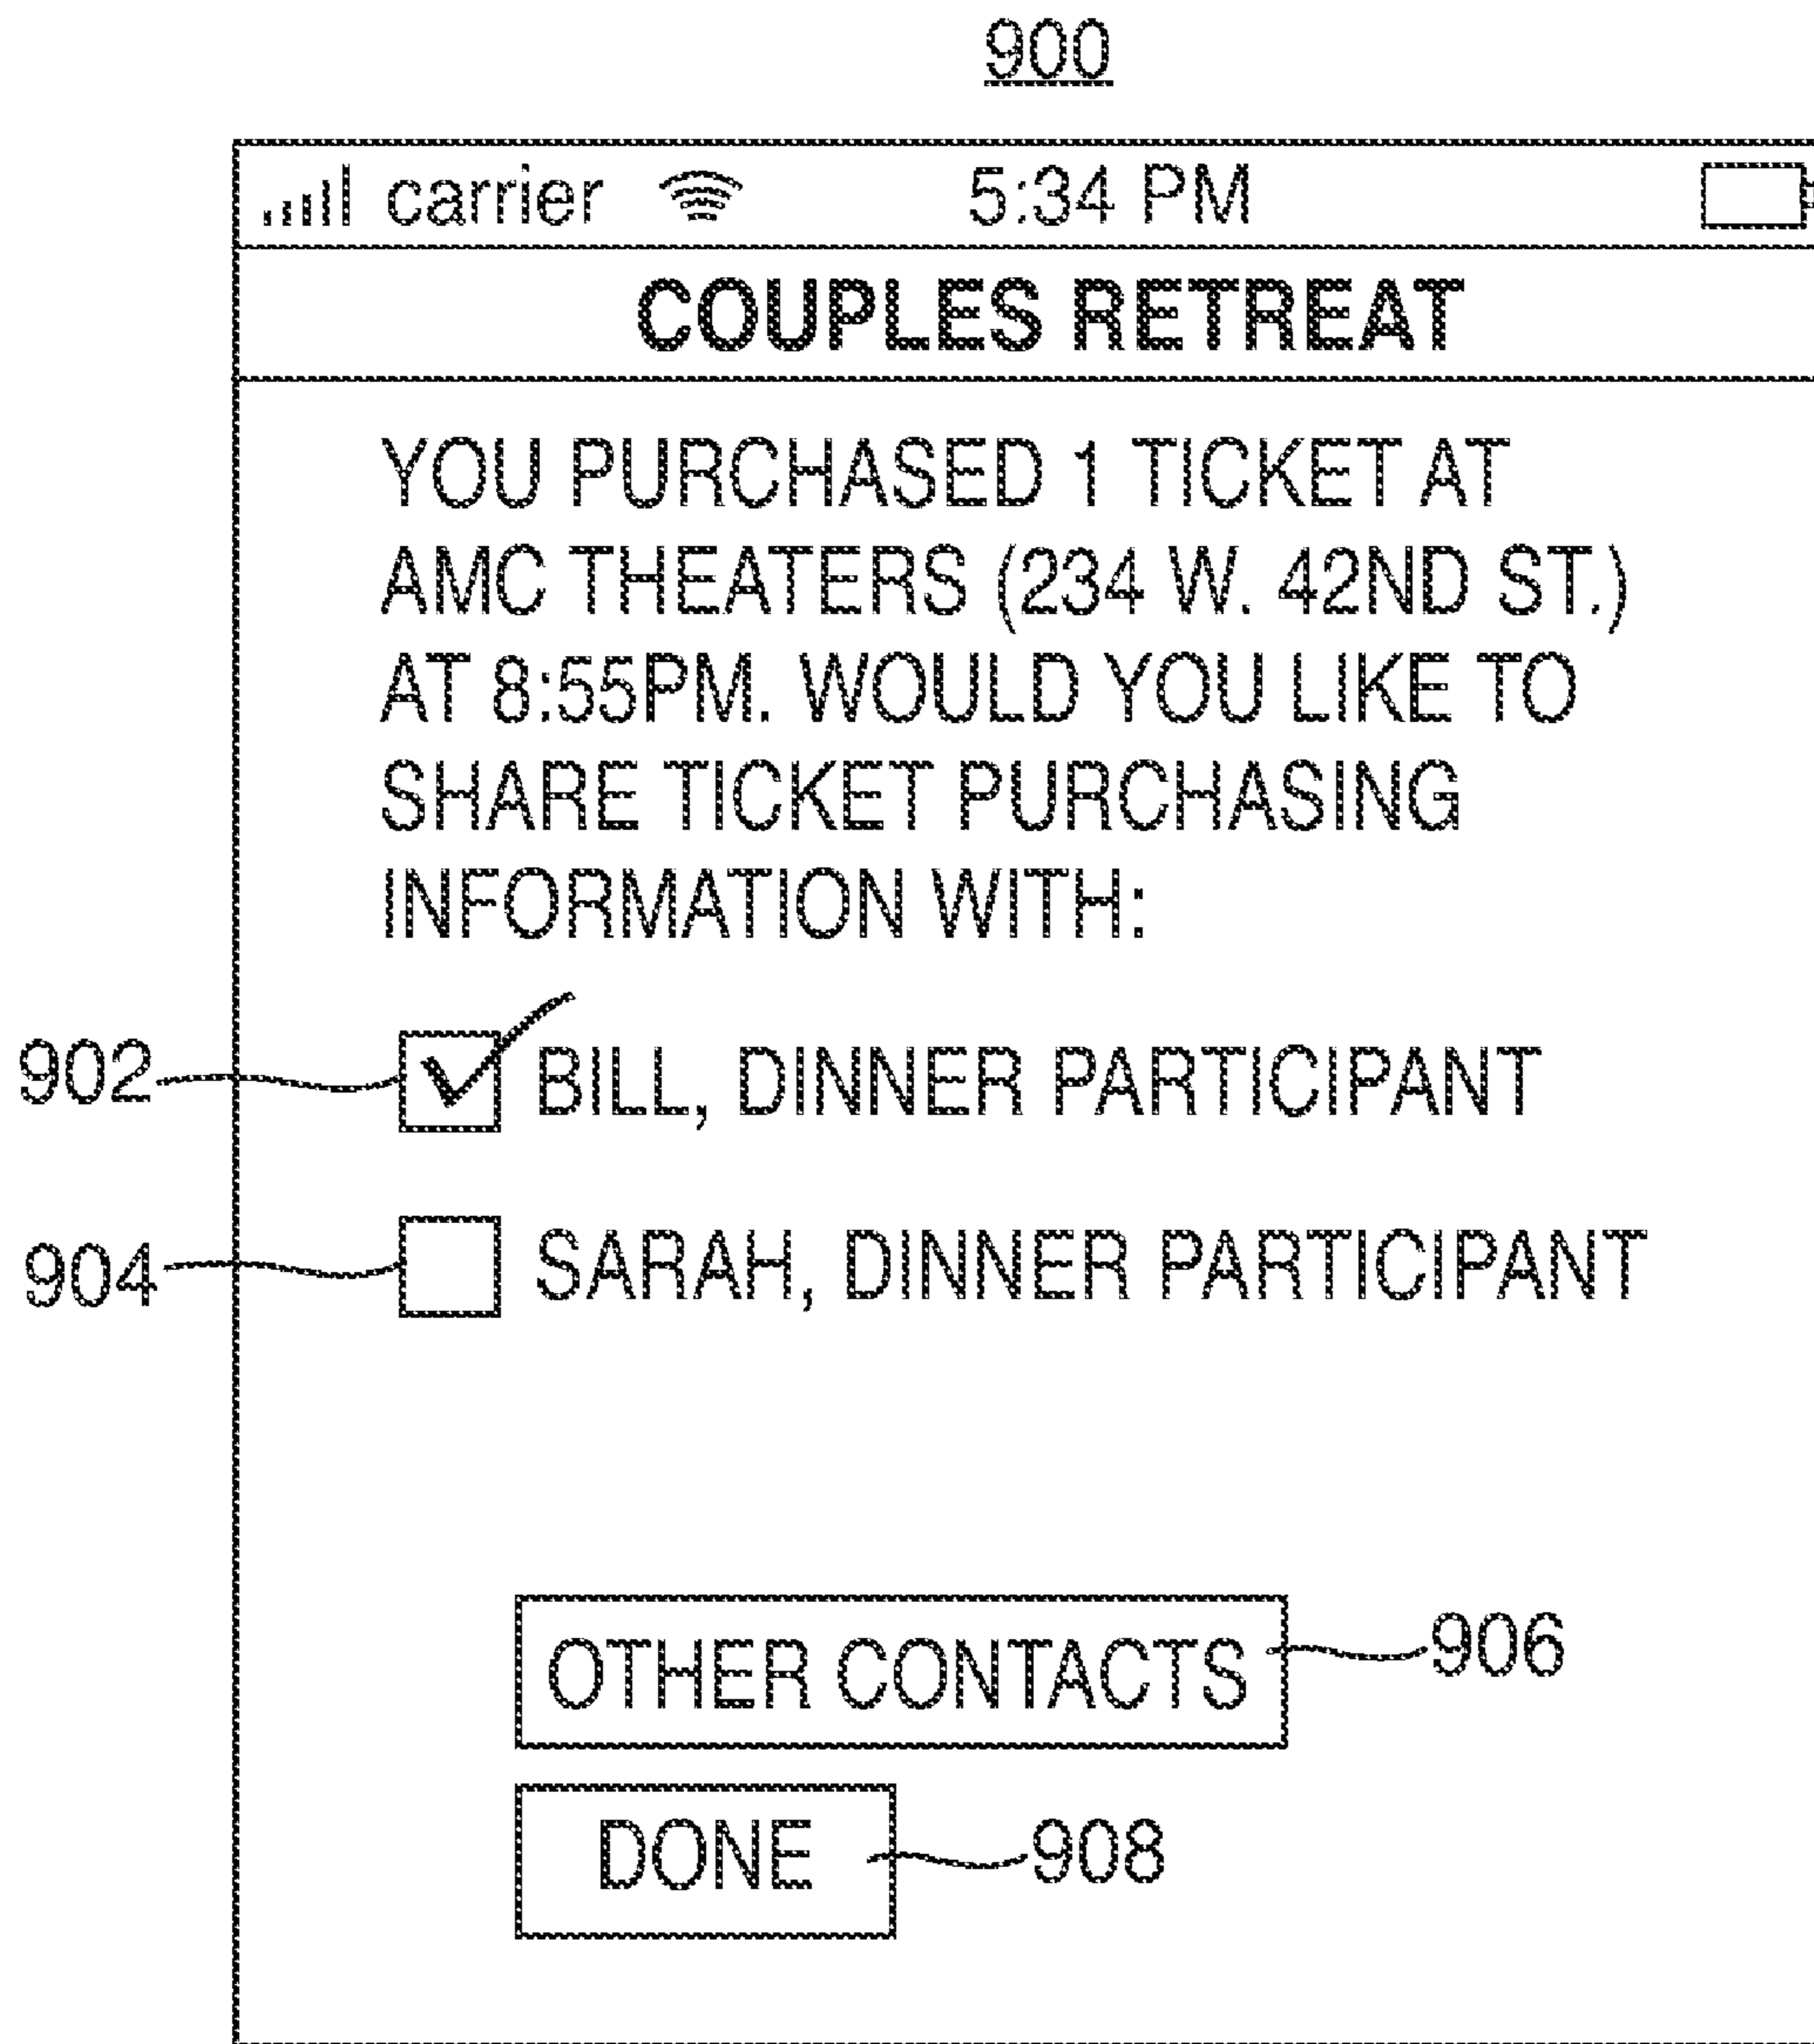 900
carrier 5:34 PM
COUPLES RETREAT
YOU PURCHASED 1 TICKET AT
AMC THEATERS (234 W. 42ND ST.)
AT 8:55PM. WOULD YOU LIKE TO
SHARE TICKET PURCHASING
INFORMATION WITH:
902 BILL, DINNER PARTICIPANT
904 SARAH, DINNER PARTICIPANT
OTHER CONTACTS 906
DONE 908